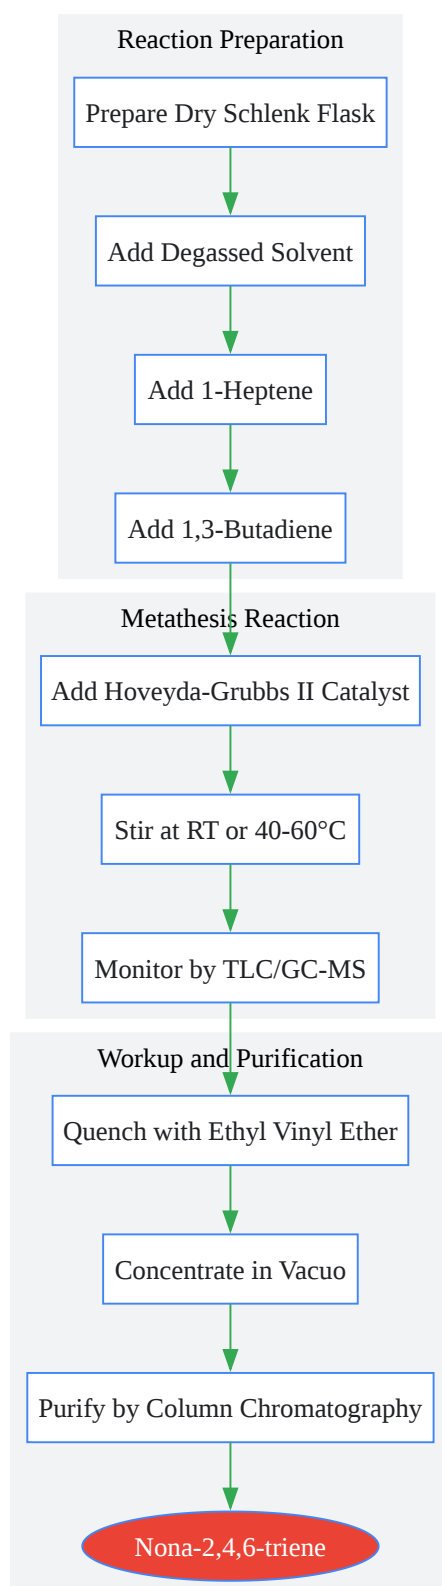 Reaction Preparation
Prepare Dry Schlenk Flask
Add Degassed Solvent
Add 1-Heptene
Add 1,3-Butadiene
Metathesis Reaction
Add Hoveyda-Grubbs II Catalyst
Stir at RT or 40-60°C
Monitor by TLC/GC-MS
Workup and Purification
Quench with Ethyl Vinyl Ether
Concentrate in Vacuo
Purify by Column Chromatography
Nona-2,4,6-triene